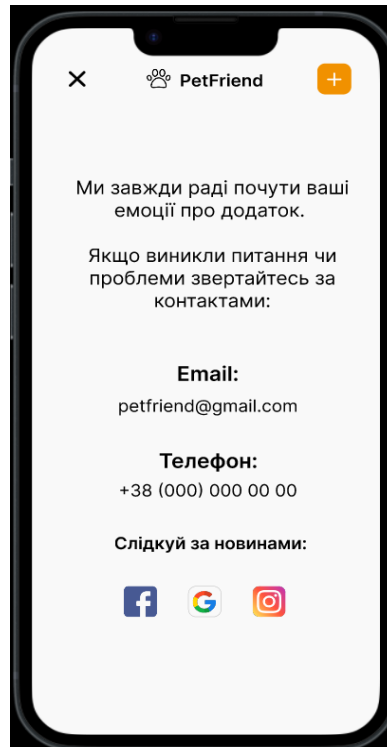 PetFriend
Ми завжди раді почути ваші
емоції про додаток.
Якщо виникли питання чи
проблеми звертайтесь за
контактами:
Email:
petfriend@gmail.com
Телефон:
+38 (000) 000 00 00
Слідкуй за новинами: